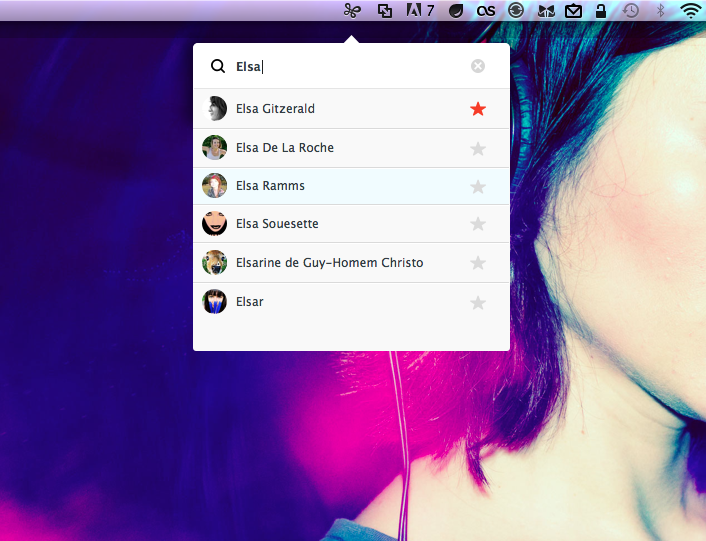 7
Elsa
Elsa Gitzerald
Elsa De La Roche
Elsa Ramms
Elsa Souesette
Elsarine de Guy-Homem Christo
Elsar